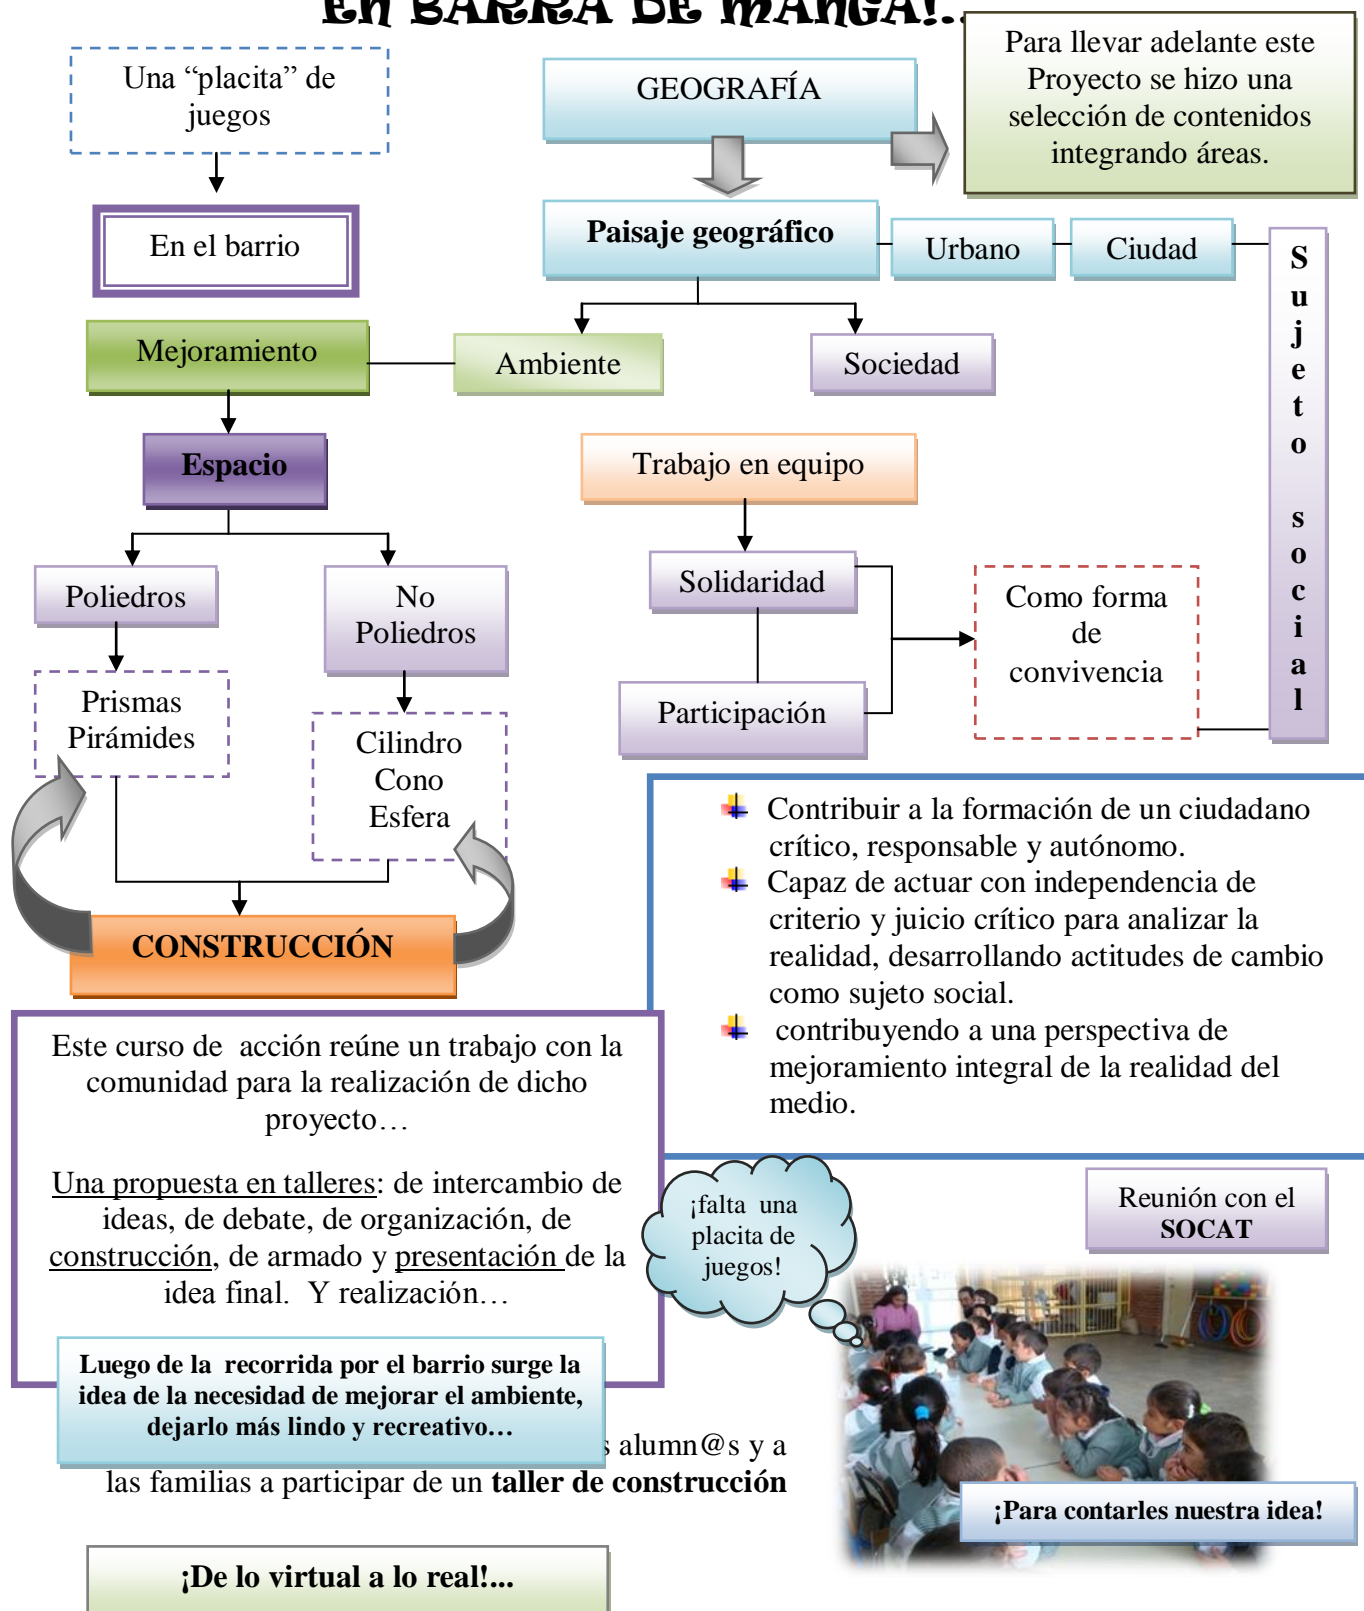 EN BARRA DE MANGA!..
Para llevar adelante este
Proyecto se hizo una
selección de contenidos
integrando áreas.
Una “placita” de
juegos
GEOGRAFÍA
En el barrio
Paisaje geográfico
Urbano
Ciudad
Sujeto social
Mejoramiento
Ambiente
Sociedad
Espacio
Trabajo en equipo
Poliedros
No
Poliedros
Solidaridad
Como forma
de
convivencia
Prismas
Pirámides
Participación
Cilindro
Cono
Esfera
CONSTRUCCIÓN
Contribuir a la formación de un ciudadano
crítico, responsable y autónomo.
Capaz de actuar con independencia de
criterio y juicio crítico para analizar la
realidad, desarrollando actitudes de cambio
como sujeto social.
contribuyendo a una perspectiva de
mejoramiento integral de la realidad del
medio.
Este curso de  acción reúne un trabajo con la
comunidad para la realización de dicho
proyecto…
Una propuesta en talleres: de intercambio de
ideas, de debate, de organización, de
construcción, de armado y presentación de la
idea final.  Y realización…
¡falta  una
placita de
juegos!
Reunión con el
SOCAT
Luego de la  recorrida por el barrio surge la
idea de la necesidad de mejorar el ambiente,
dejarlo más lindo y recreativo…
s alumn@s y a
las familias a participar de un taller de construcción
¡Para contarles nuestra idea!
¡De lo virtual a lo real!...